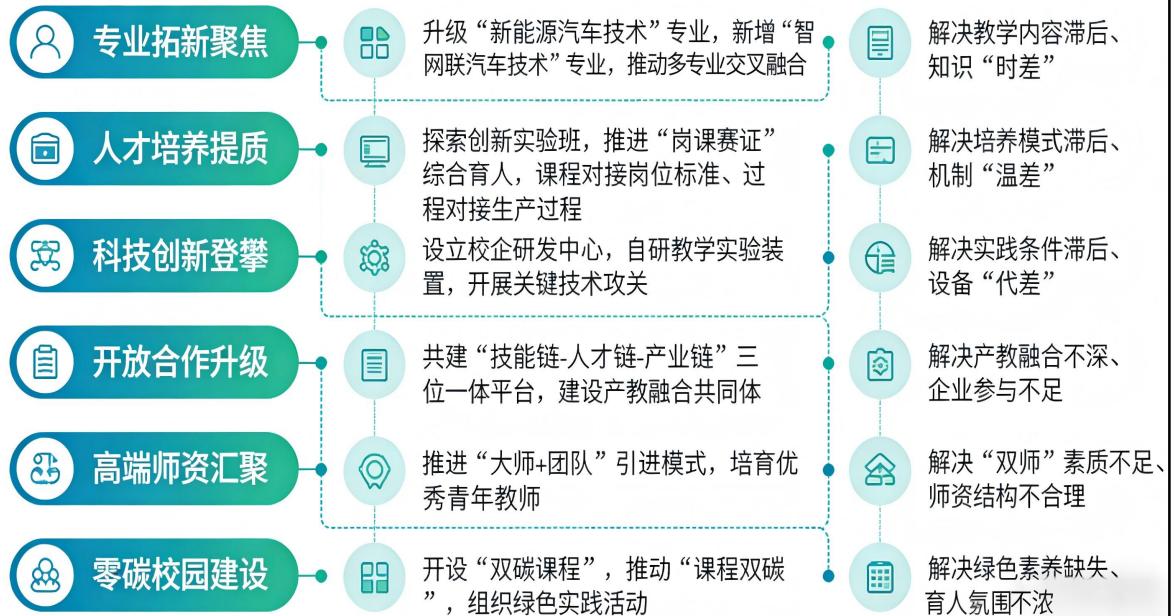 专业拓新聚焦
升级“新能源汽车技术”专业，新增“智
网联汽车技术”专业，推动多专业交叉融合
解决教学内容滞后、
知识“时差”
人才培养提质
探索创新实验班，推进“岗课赛证”
综合育人，课程对接岗位标准、过
程对接生产过程
解决培养模式滞后、
机制“温差”
科技创新登攀
设立校企研发中心，自研教学实验装
置，开展关键技术攻关
解决实践条件滞后、
设备“代差”
开放合作升级
共建“技能链-人才链-产业链”三
位一体平台，建设产教融合共同体
解决产教融合不深、
企业参与不足
高端师资汇聚
推进“大师+团队”引进模式，培育优
秀青年教师
解决“双师”素质不足、
师资结构不合理
零碳校园建设
开设“双碳课程”，推动“课程双碳
”，组织绿色实践活动
解决绿色素养缺失、
育人氛围不浓